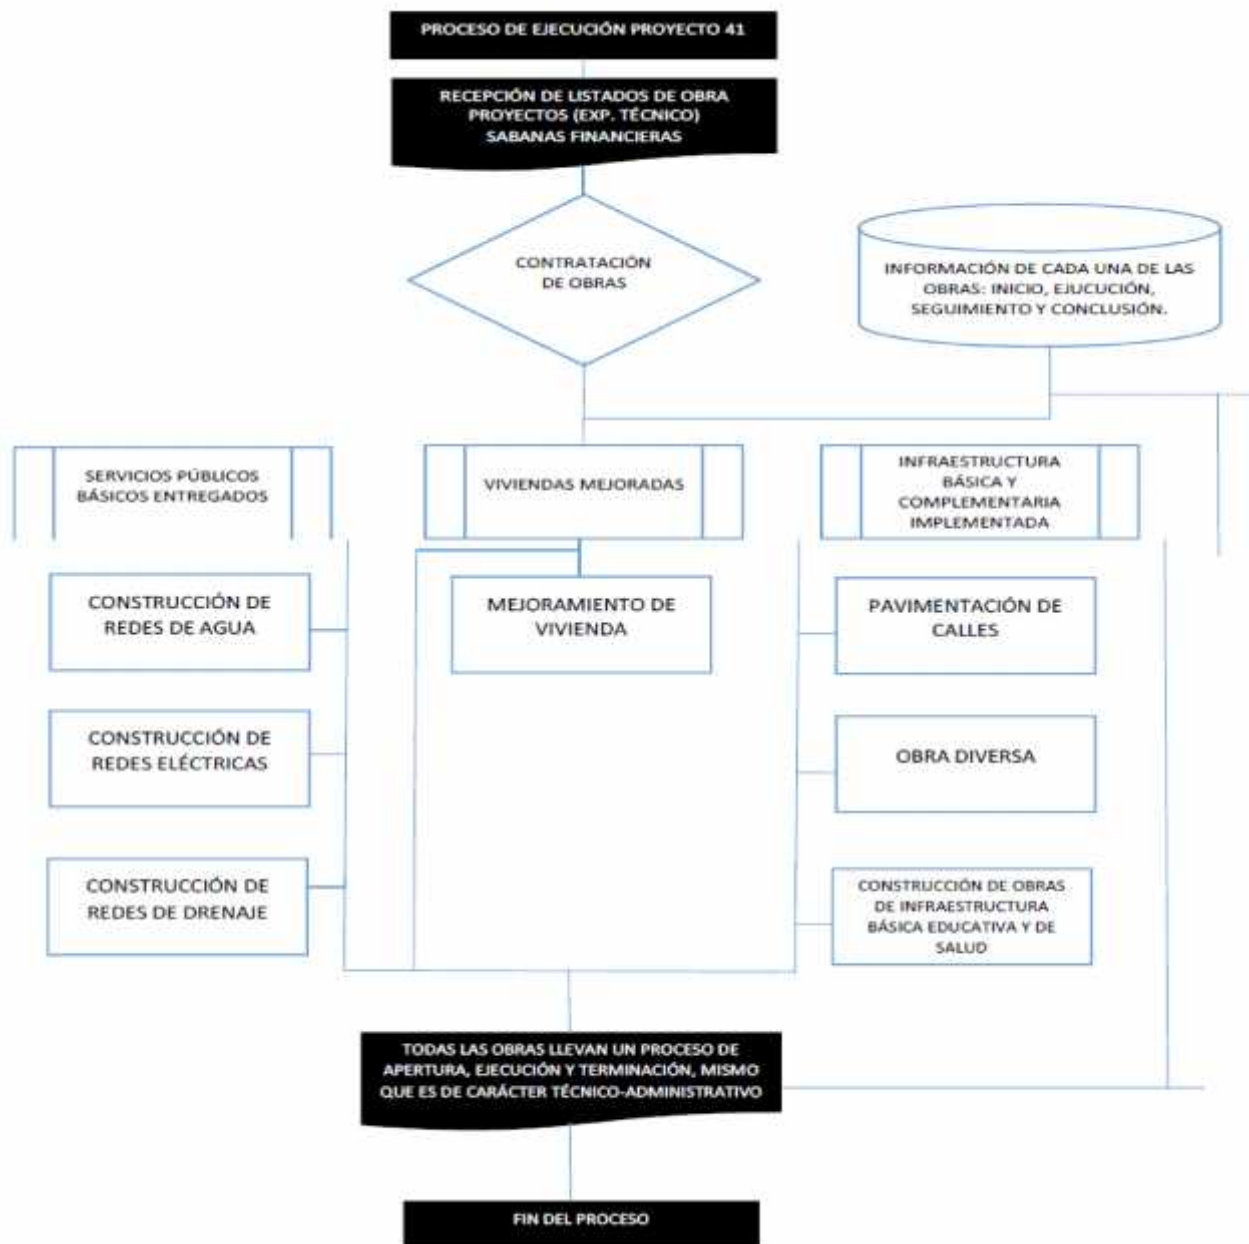 PROCESO DE EJECUCIÓN PROYECTO 41
RECEPCIÓN DE LISTADOS DE OBRA
PROYECTOS (EXP. TÉCNICO)
SABANAS FINANCIERAS
CONTRATACIÓN
DE OBRAS
INFORMACIÓN DE CADA UNA DE LAS
OBRAS: INICIO, EJUCUCIÓN,
SEGUIMIENTO Y CONCLUSIÓN.
SERVICIOS PÚBLICOS
BÁSICOS ENTREGADOS
VIVIENDAS MEJORADAS
INFRAESTRUCTURA
BÁSICA Y
COMPLEMENTARIA
IMPLEMENTADA
CONSTRUCCIÓN DE
REDES DE AGUA
MEJORAMIENTO DE
VIVIENDA
PAVIMENTACIÓN DE
CALLES
CONSTRUCCIÓN DE
REDES ELÉCTRICAS
OBRA DIVERSA
CONSTRUCCIÓN DE
REDES DE DRENAJE
CONSTRUCCIÓN DE OBRAS
DE INFRAESTRUCTURA
BÁSICA EDUCATIVA Y DE
SALUD
TODAS LAS OBRAS LLEVAN UN PROCESO DE
APERTURA, EJECUCIÓN Y TERMINACIÓN, MISMO
QUE ES DE CARÁCTER TÉCNICO-ADMINISTRATIVO
FIN DEL PROCESO